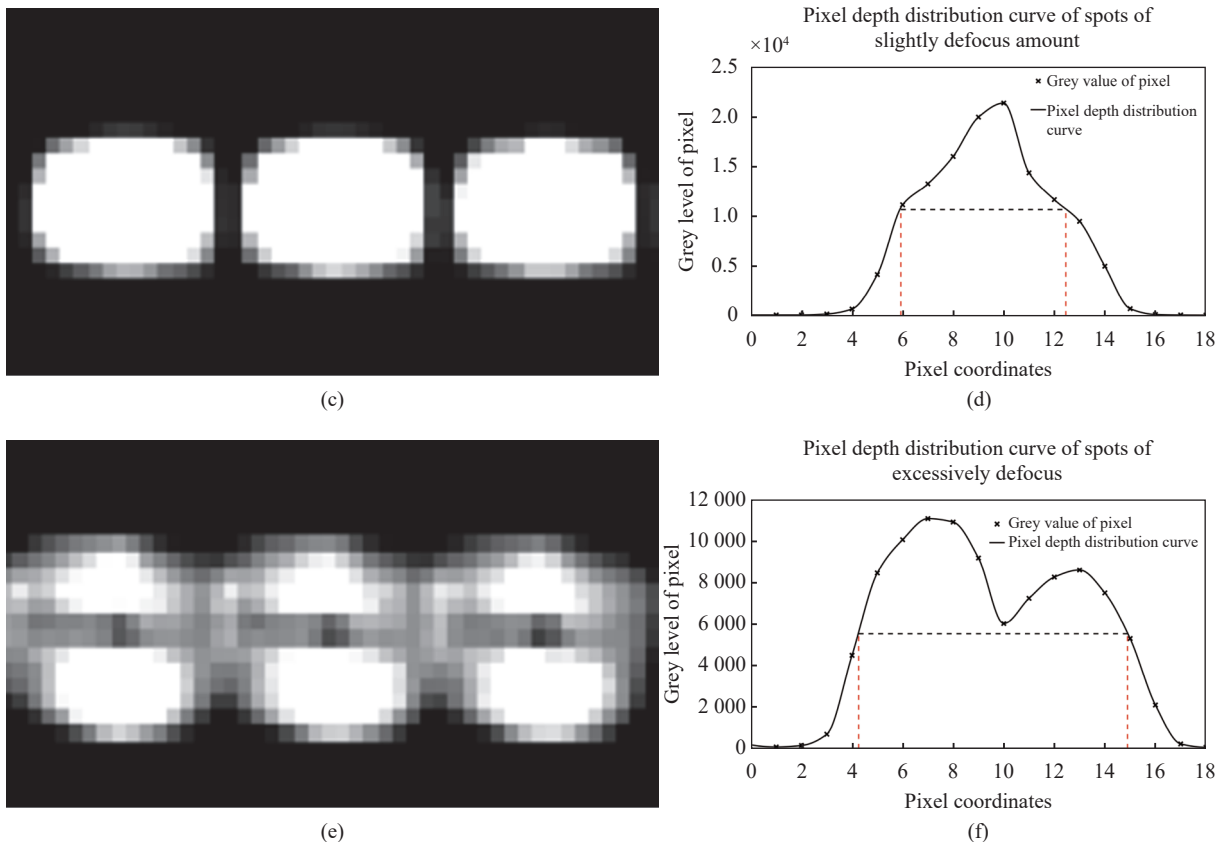 Pixel depth distribution curve of spots of
slightly defocus amount
×10⁴
2.5
2.0
1.5
1.0
0.5
0
Grey level of pixel
× Grey value of pixel
Pixel depth distribution
curve
0 2 4 6 8 10 12 14 16 18
Pixel coordinates
(c)
(d)
Pixel depth distribution curve of spots of
excessively defocus
12 000
10 000
8 000
6 000
4 000
2 000
0
Grey level of pixel
× Grey value of pixel
Pixel depth distribution curve
0 2 4 6 8 10 12 14 16 18
Pixel coordinates
(e)
(f)